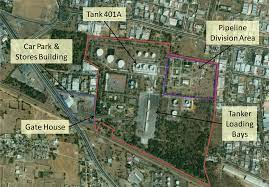 Tank 401A
Pipeline
Division Area
Car Park &
Stores Building
Gate House
Tanker
Loading
Bays